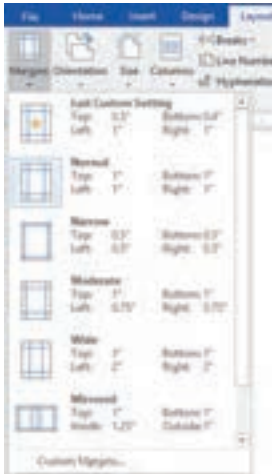 File Home Insert Design Layout
Margins Orientation Size Columns
Breaks
Line Numbers
Hyphenation
Last Custom Setting
Top: 0.5" Bottom: 0.4"
Left: 1" Right: 1"
Normal
Top: 1" Bottom: 1"
Left: 1" Right: 1"
Narrow
Top: 0.5" Bottom: 0.5"
Left: 0.5" Right: 0.5"
Moderate
Top: 1" Bottom: 1"
Left: 0.75" Right: 0.75"
Wide
Top: 1" Bottom: 1"
Left: 2" Right: 2"
Mirrored
Top: 1" Bottom: 1"
Inside: 1.25" Outside: 1"
Custom Margins...